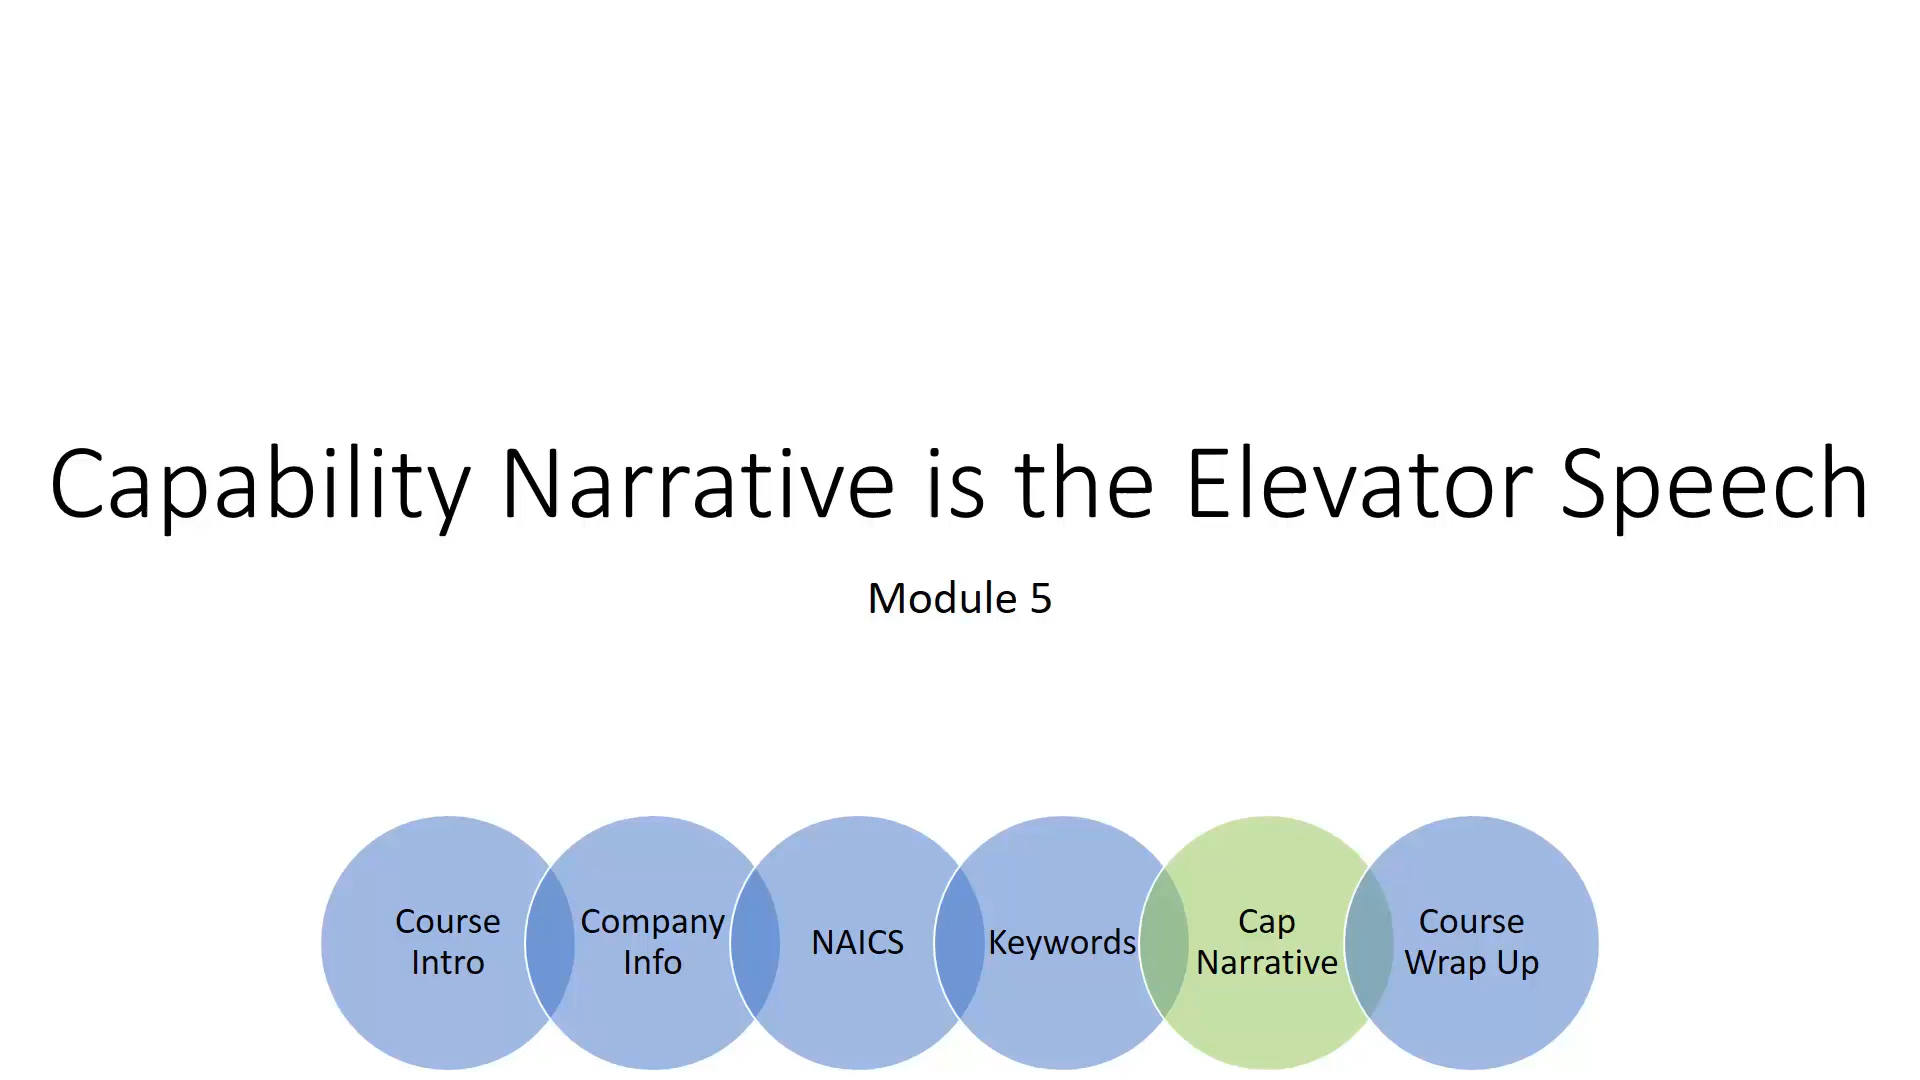 Capability Narrative is the Elevator Speech
Module 5
Course
Intro
Company
Info
NAICS
Keywords
Cap
Narrative
Course
Wrap Up